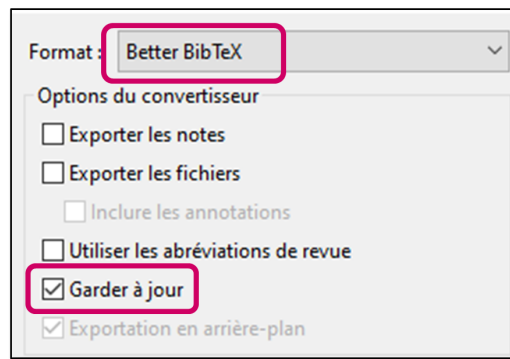 Format : Better BibTeX
Options du convertisseur
Exporter les notes
Exporter les fichiers
Inclure les annotations
Utiliser les abréviations de revue
Garder à jour
Exportation en arrière-plan